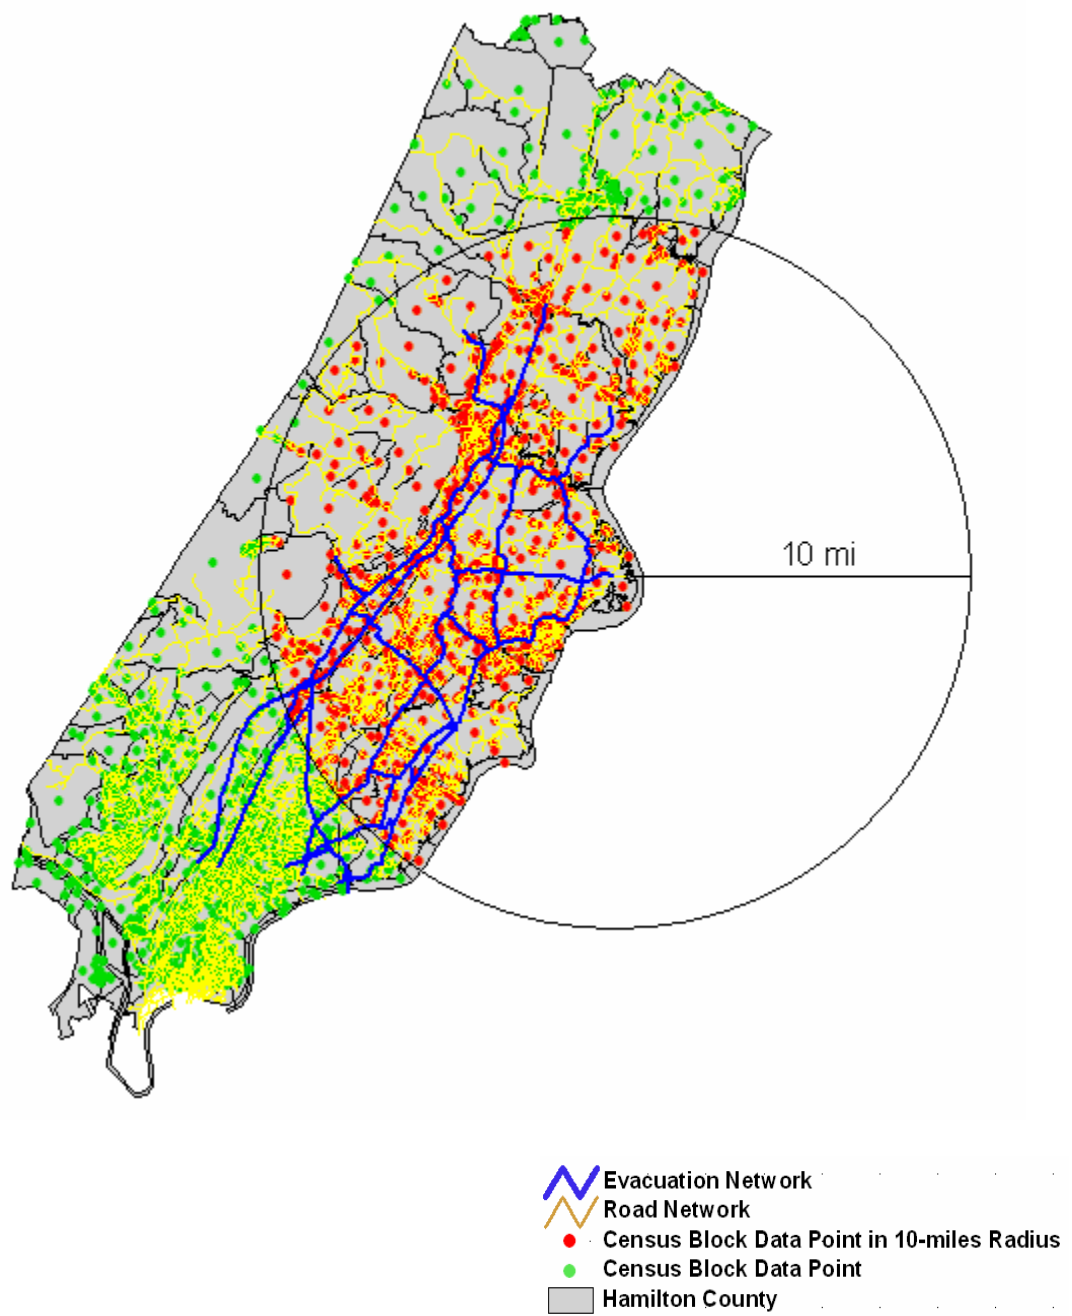 10 mi
Evacuation Network
Road Network
Census Block Data Point in 10-miles Radius
Census Block Data Point
Hamilton County